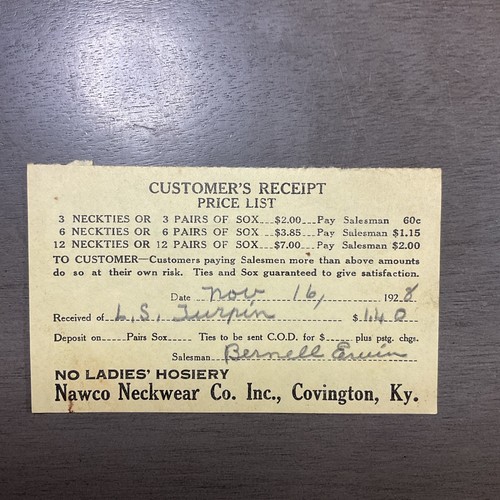 CUSTOMER'S RECEIPT
PRICE LIST
3 NECKTIES OR 3 PAIRS OF SOX...$2.00...Pay Salesman 60c
6 NECKTIES OR 6 PAIRS OF SOX...$3.85...Pay Salesman $1.15
12 NECKTIES OR 12 PAIRS OF SOX...$7.00...Pay Salesman $2.00
TO CUSTOMER—Customers paying Salesmen more than above amounts
do so at their own risk. Ties and Sox guaranteed to give satisfaction.
Date Nov 16, 1928
Received of L. S. Turpin $1.40
Deposit on....Pairs Sox.... Ties to be sent C.O.D. for $.....plus pstg. chgs.
Salesman Bernell Erwin
NO LADIES' HOSIERY
Nawco Neckwear Co. Inc., Covington, Ky.